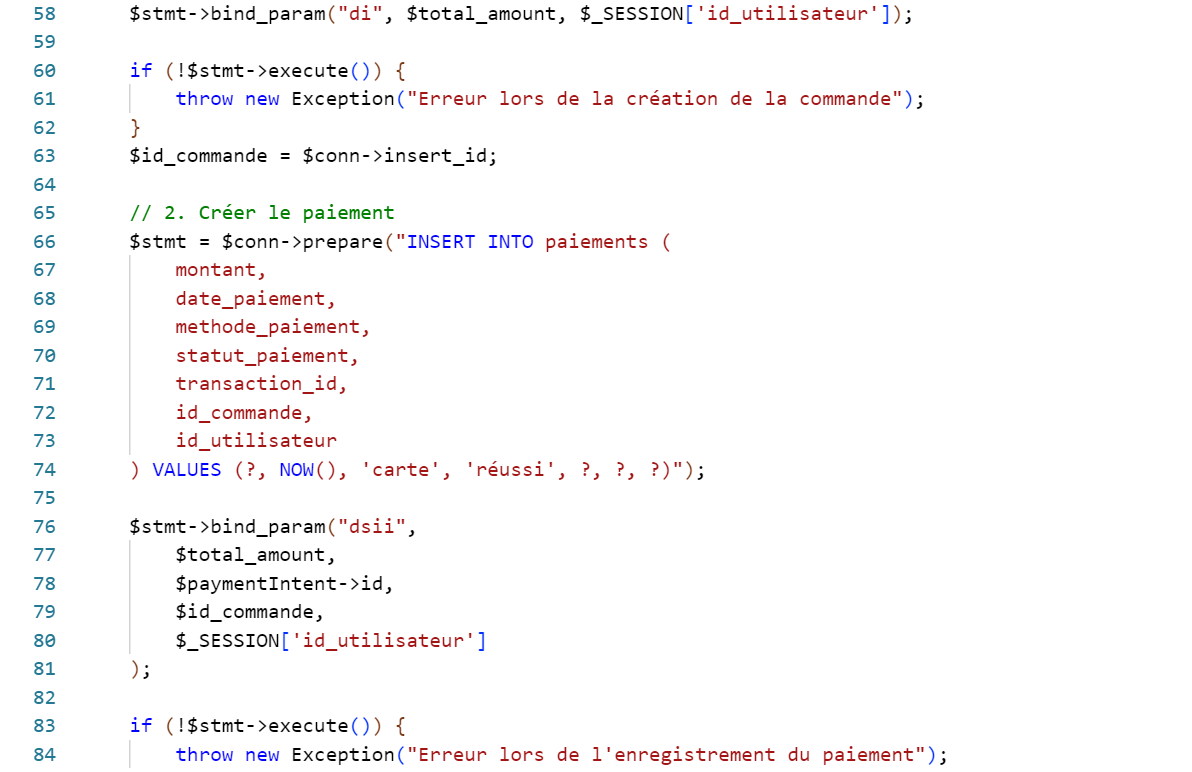 58 $stmt->bind_param("di", $total_amount, $_SESSION['id_utilisateur']);
59
60 if (!$stmt->execute()) {
61 throw new Exception("Erreur lors de la création de la commande");
62 }
63 $id_commande = $conn->insert_id;
64
65 // 2. Créer le paiement
66 $stmt = $conn->prepare("INSERT INTO paiements (
67 montant,
68 date_paiement,
69 methode_paiement,
70 statut_paiement,
71 transaction_id,
72 id_commande,
73 id_utilisateur
74 ) VALUES (?, NOW(), 'carte', 'réussi', ?, ?, ?)");
75
76 $stmt->bind_param("dsii",
77 $total_amount,
78 $paymentIntent->id,
79 $id_commande,
80 $_SESSION['id_utilisateur']
81 );
82
83 if (!$stmt->execute()) {
84 throw new Exception("Erreur lors de l'enregistrement du paiement");